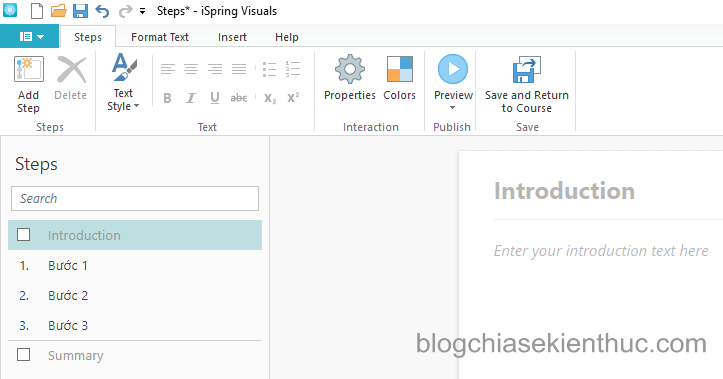 Steps* - iSpring Visuals
Steps Format Text Insert Help
Add Step
Delete
Text Style
B I U abc X₂ X²
Properties
Colors
Preview
Save and Return to Course
Steps Text Interaction Publish Save
Steps
Search
Introduction
1. Bước 1
2. Bước 2
3. Bước 3
Summary
Introduction
Enter your introduction text here
blogchiasekienthuc.com